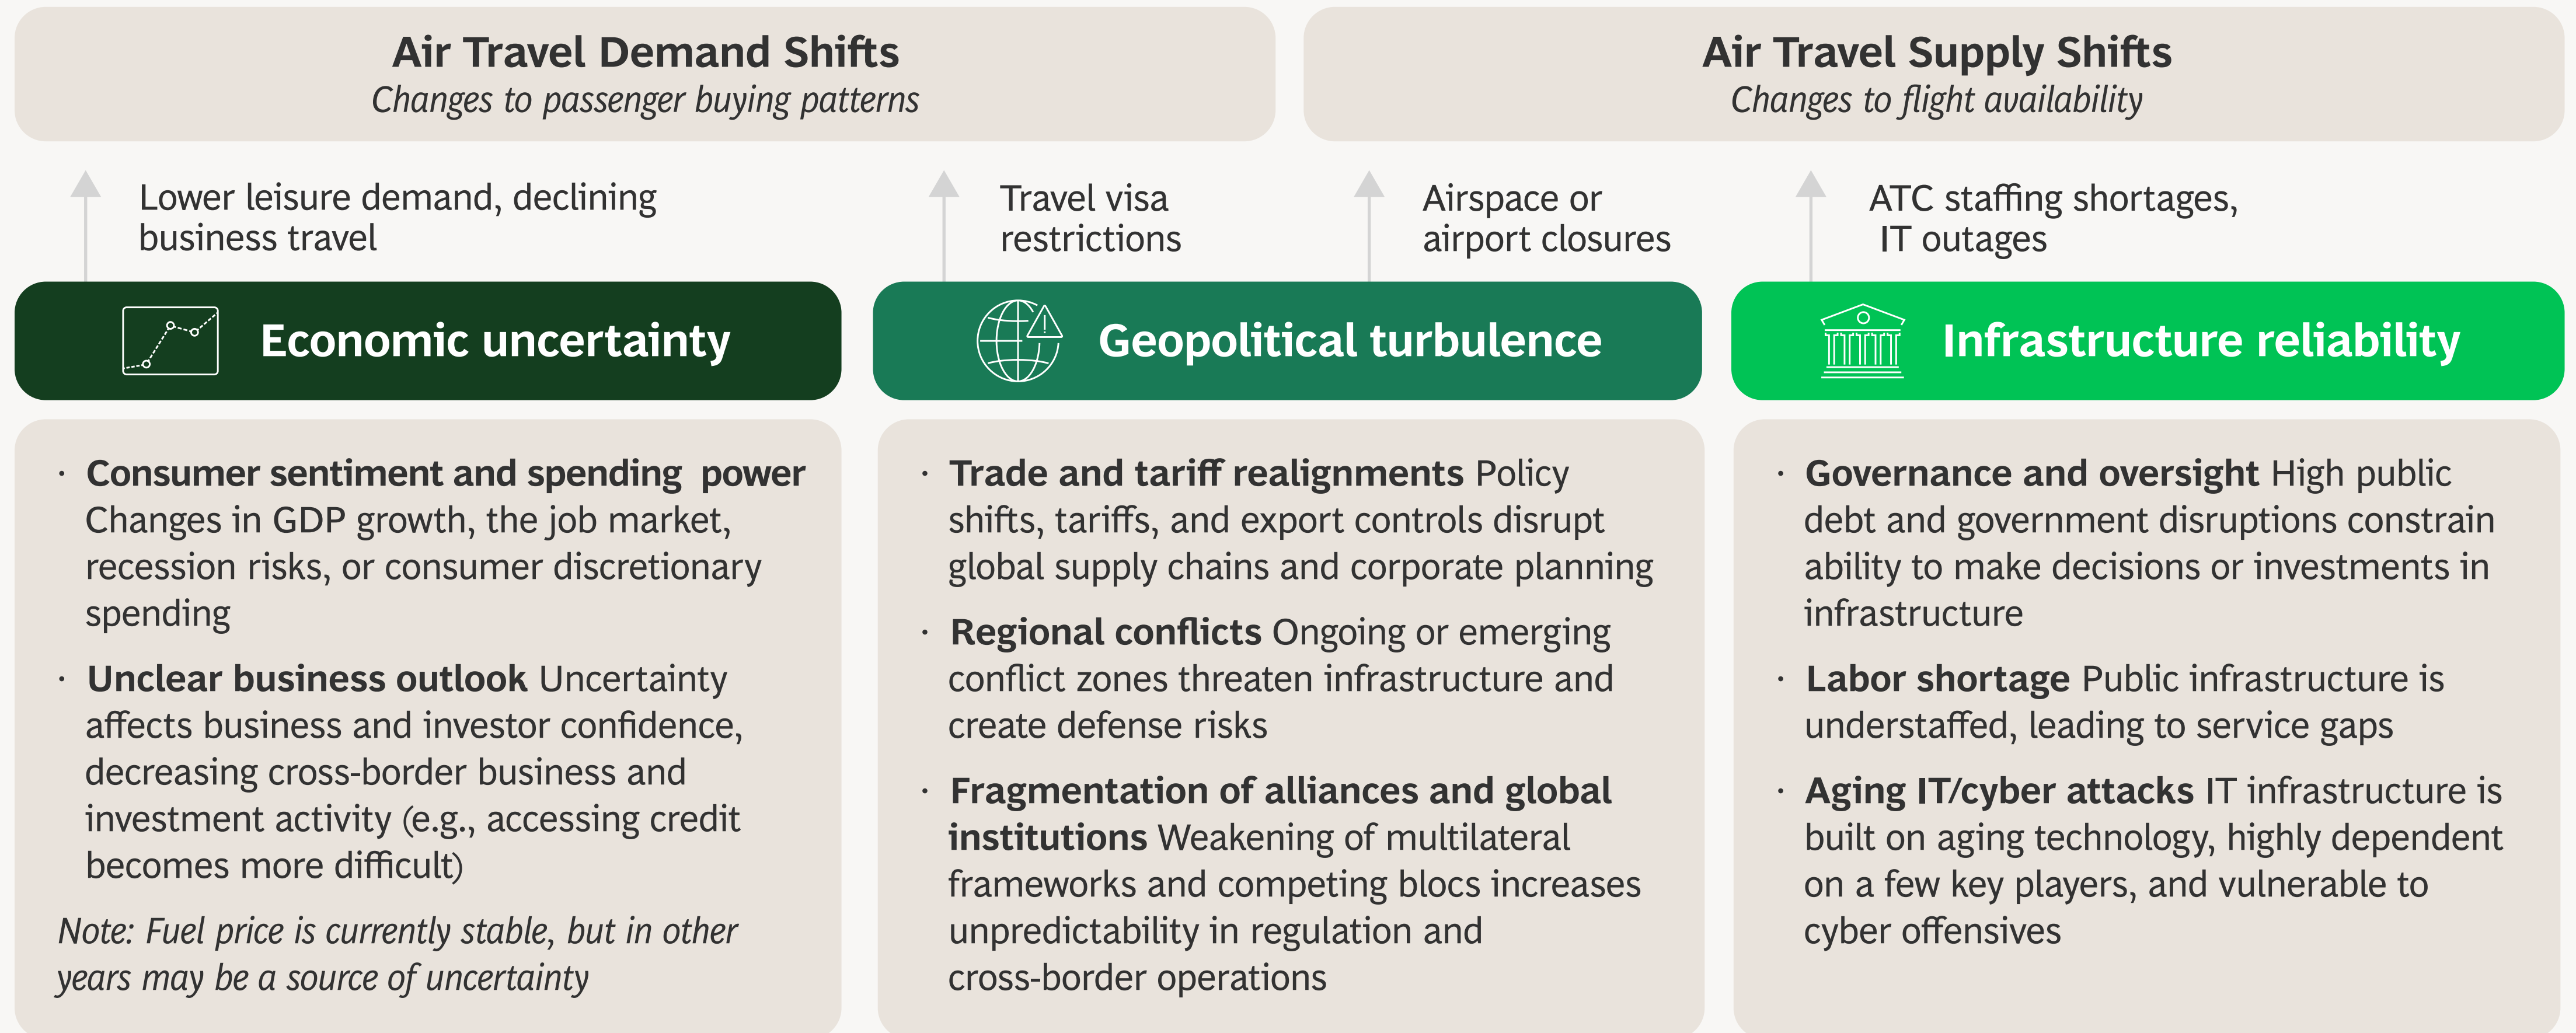 Air Travel Demand Shifts
Changes to passenger buying patterns
Air Travel Supply Shifts
Changes to flight availability
Lower leisure demand, declining
business travel
Travel visa
restrictions
Airspace or
airport closures
ATC staffing shortages,
IT outages
Economic uncertainty
Geopolitical turbulence
Infrastructure reliability
· Consumer sentiment and spending power
Changes in GDP growth, the job market,
recession risks, or consumer discretionary
spending
· Unclear business outlook Uncertainty
affects business and investor confidence,
decreasing cross-border business and
investment activity (e.g., accessing credit
becomes more difficult)
Note: Fuel price is currently stable, but in other
years may be a source of uncertainty
· Trade and tariff realignments Policy
shifts, tariffs, and export controls disrupt
global supply chains and corporate planning
· Regional conflicts Ongoing or emerging
conflict zones threaten infrastructure and
create defense risks
· Fragmentation of alliances and global
institutions Weakening of multilateral
frameworks and competing blocs increases
unpredictability in regulation and
cross-border operations
· Governance and oversight High public
debt and government disruptions constrain
ability to make decisions or investments in
infrastructure
· Labor shortage Public infrastructure is
understaffed, leading to service gaps
· Aging IT/cyber attacks IT infrastructure is
built on aging technology, highly dependent
on a few key players, and vulnerable to
cyber offensives